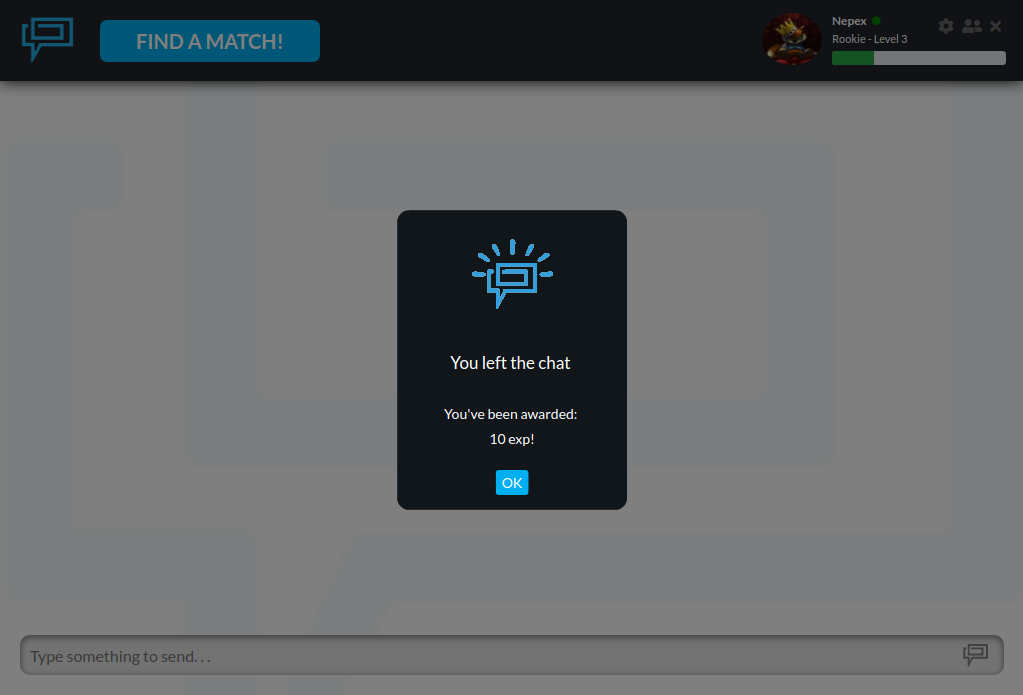 FIND A MATCH!
Nepex
Rookie - Level 3
You left the chat
You've been awarded:
10 exp!
OK
Type something to send. . .